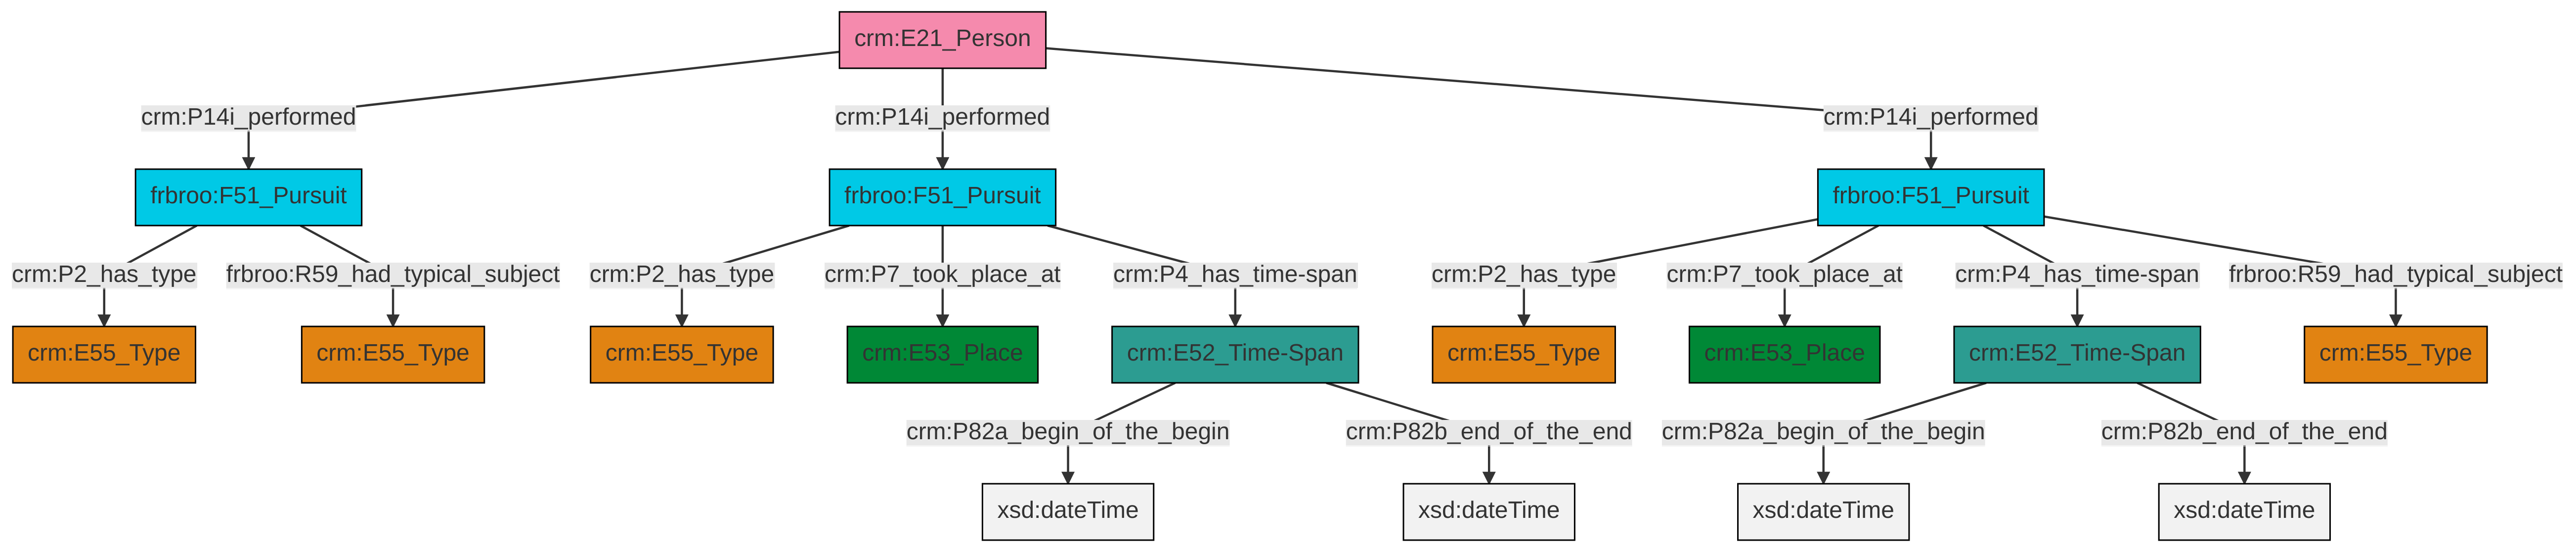 crm:E21_Person
crm:P14i_performed
crm:P14i_performed
crm:P14i_performed
frbroo:F51_Pursuit
frbroo:F51_Pursuit
frbroo:F51_Pursuit
crm:P2_has_type
frbroo:R59_had_typical_subject
crm:P2_has_type
crm:P7_took_place_at
crm:P4_has_time-span
crm:P2_has_type
crm:P7_took_place_at
crm:P4_has_time-span
frbroo:R59_had_typical_subject
crm:E55_Type
crm:E55_Type
crm:E55_Type
crm:E53_Place
crm:E52_Time-Span
crm:E55_Type
crm:E53_Place
crm:E52_Time-Span
crm:E55_Type
crm:P82a_begin_of_the_begin
crm:P82b_end_of_the_end
crm:P82a_begin_of_the_begin
crm:P82b_end_of_the_end
xsd:dateTime
xsd:dateTime
xsd:dateTime
xsd:dateTime